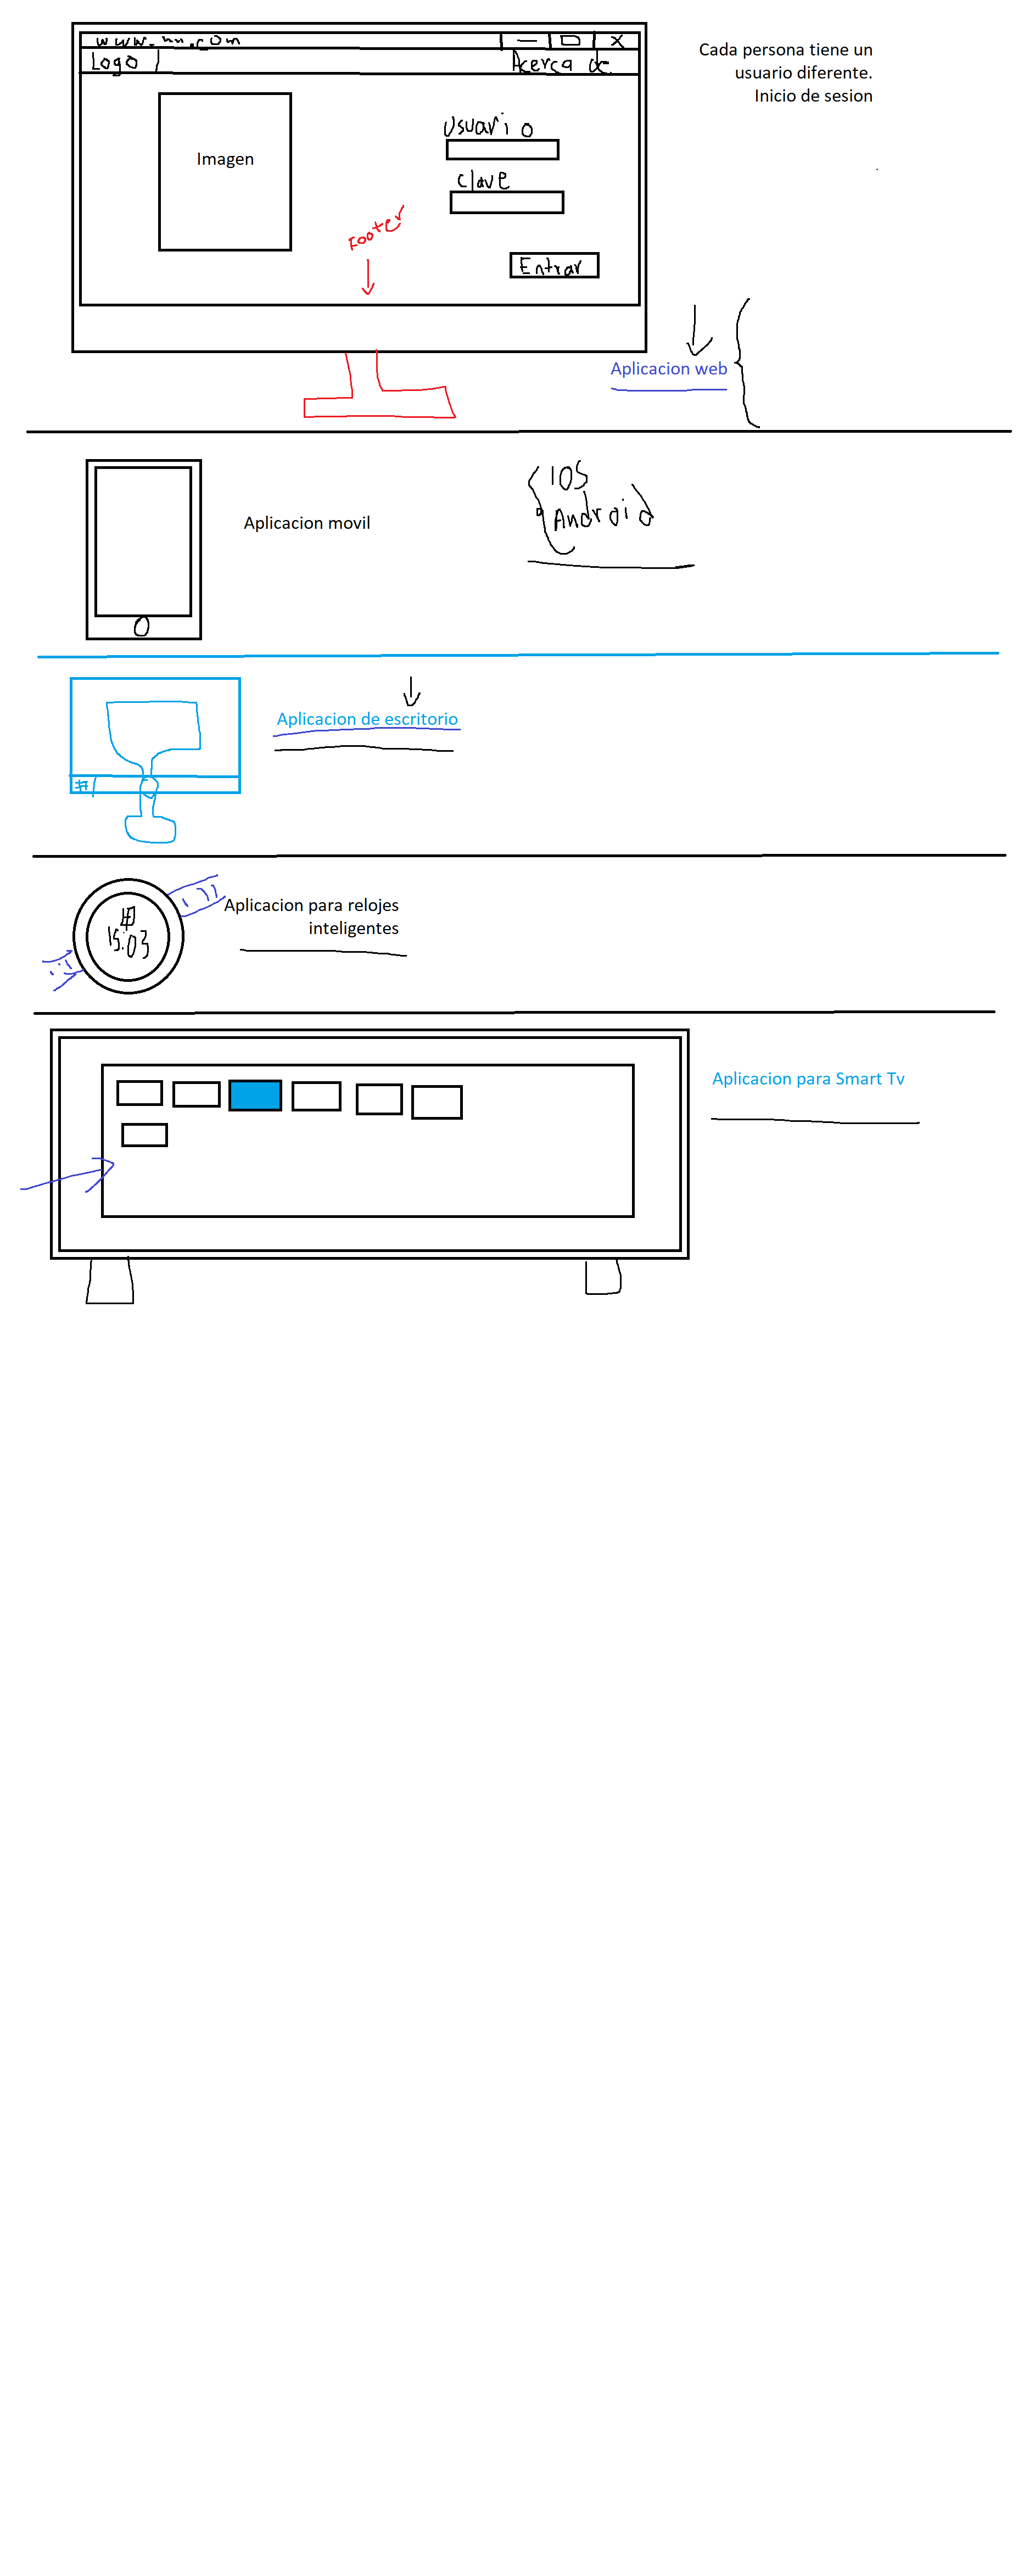 www.nn.com
Logo
Acerca de
Cada persona tiene un
usuario diferente.
Inicio de sesion
Imagen
Usuario
clave
Footer
Entrar
Aplicacion web
IOS
Aplicacion movil
Android
Aplicacion de escritorio
Aplicacion para relojes
inteligentes
15:03
Aplicacion para Smart Tv